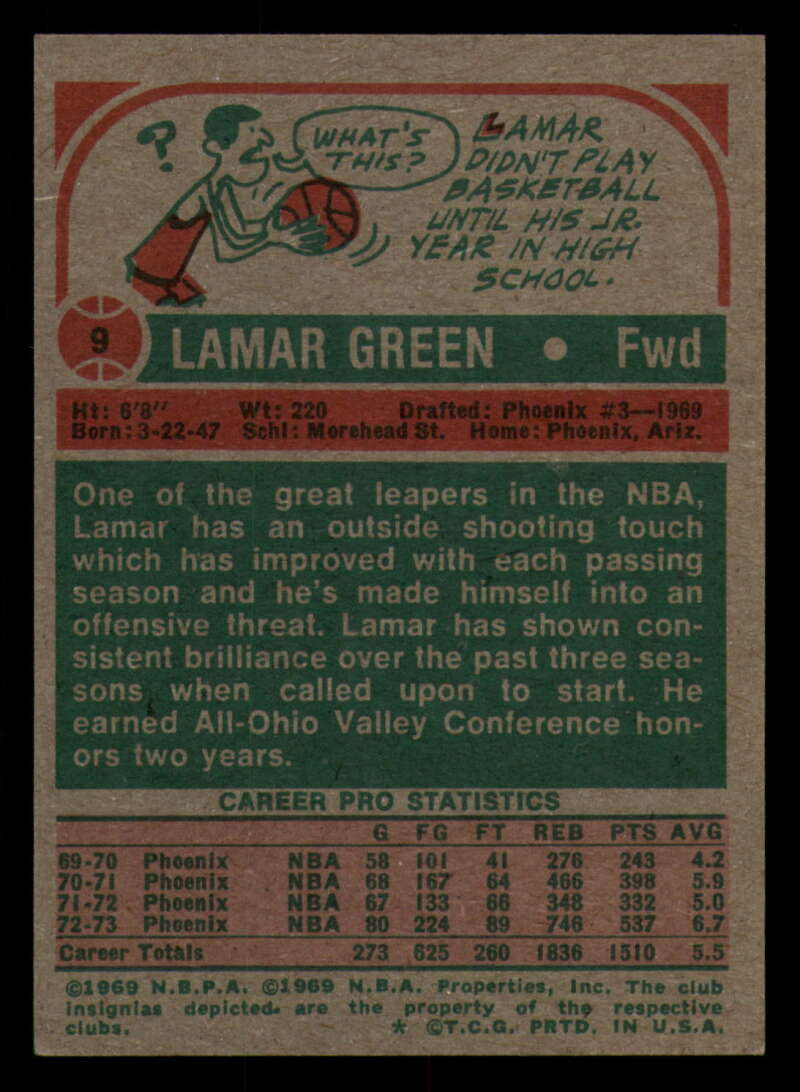 ?
WHAT'S
THIS?
LAMAR
DIDN'T PLAY
BASKETBALL
UNTIL HIS JR.
YEAR IN HIGH
SCHOOL.
9 LAMAR GREEN • Fwd
Ht: 6'8" Wt: 220 Drafted: Phoenix #3—1969
Born: 3-22-47 Schl: Morehead St. Home: Phoenix, Ariz.
One of the great leapers in the NBA,
Lamar has an outside shooting touch
which has improved with each passing
season and he's made himself into an
offensive threat. Lamar has shown con-
sistent brilliance over the past three sea-
sons when called upon to start. He
earned All-Ohio Valley Conference hon-
ors two years.
CAREER PRO STATISTICS
G FG FT REB PTS AVG
69-70 Phoenix NBA 58 101 41 276 243 4.2
70-71 Phoenix NBA 68 167 64 466 398 5.9
71-72 Phoenix NBA 67 133 66 348 332 5.0
72-73 Phoenix NBA 80 224 89 746 537 6.7
Career Totals 273 625 260 1836 1510 5.5
©1969 N.B.P.A. ©1969 N.B.A. Properties, Inc. The club
insignias depicted are the property of the respective
clubs. * ©T.C.G. PRTD. IN U.S.A.